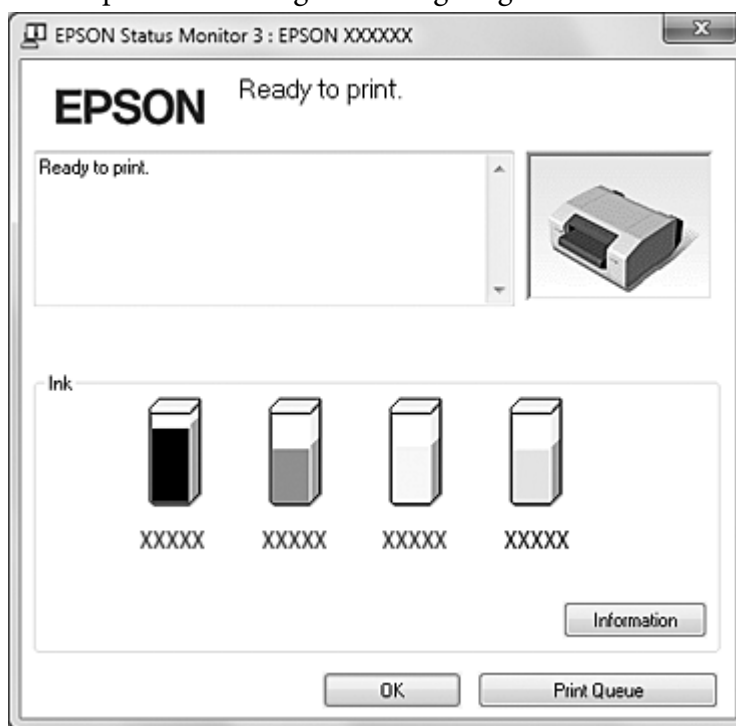 EPSON Status Monitor 3 : EPSON XXXXXX
EPSON
Ready to print.
Ready to print.
Ink
XXXXX XXXXX XXXXX XXXXX
Information
OK Print Queue